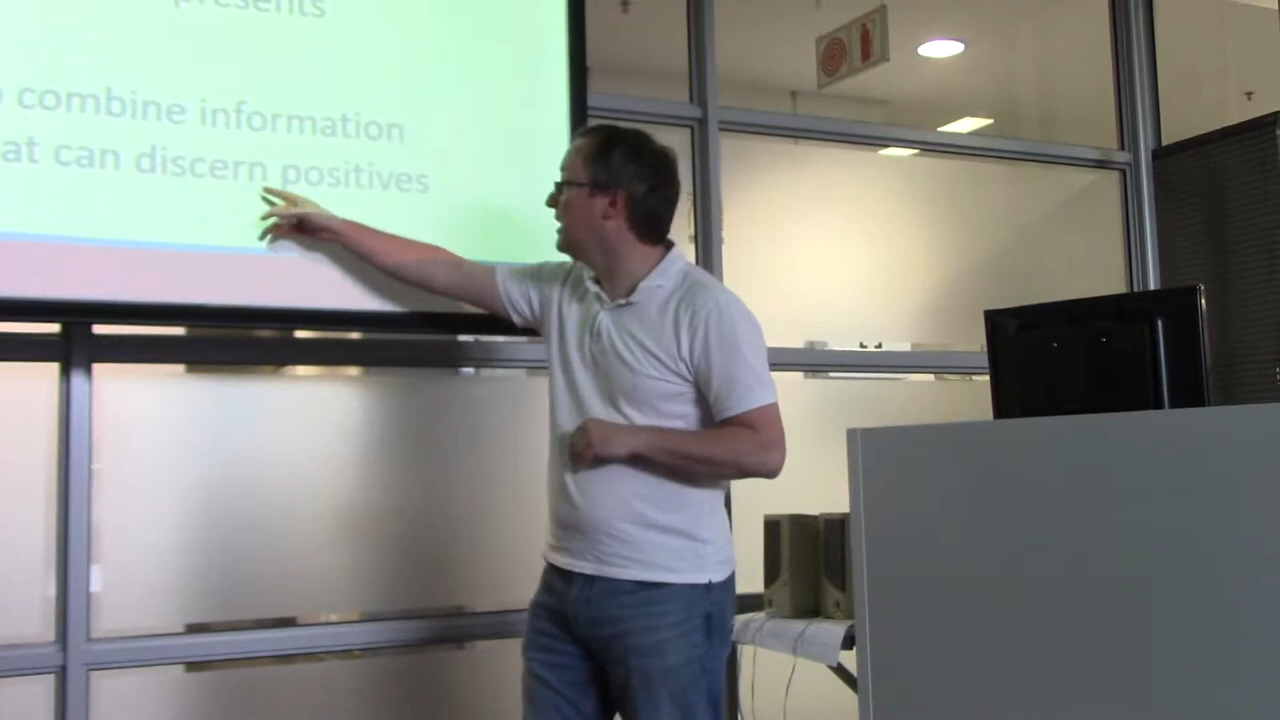 presents
combine information
at can discern positives